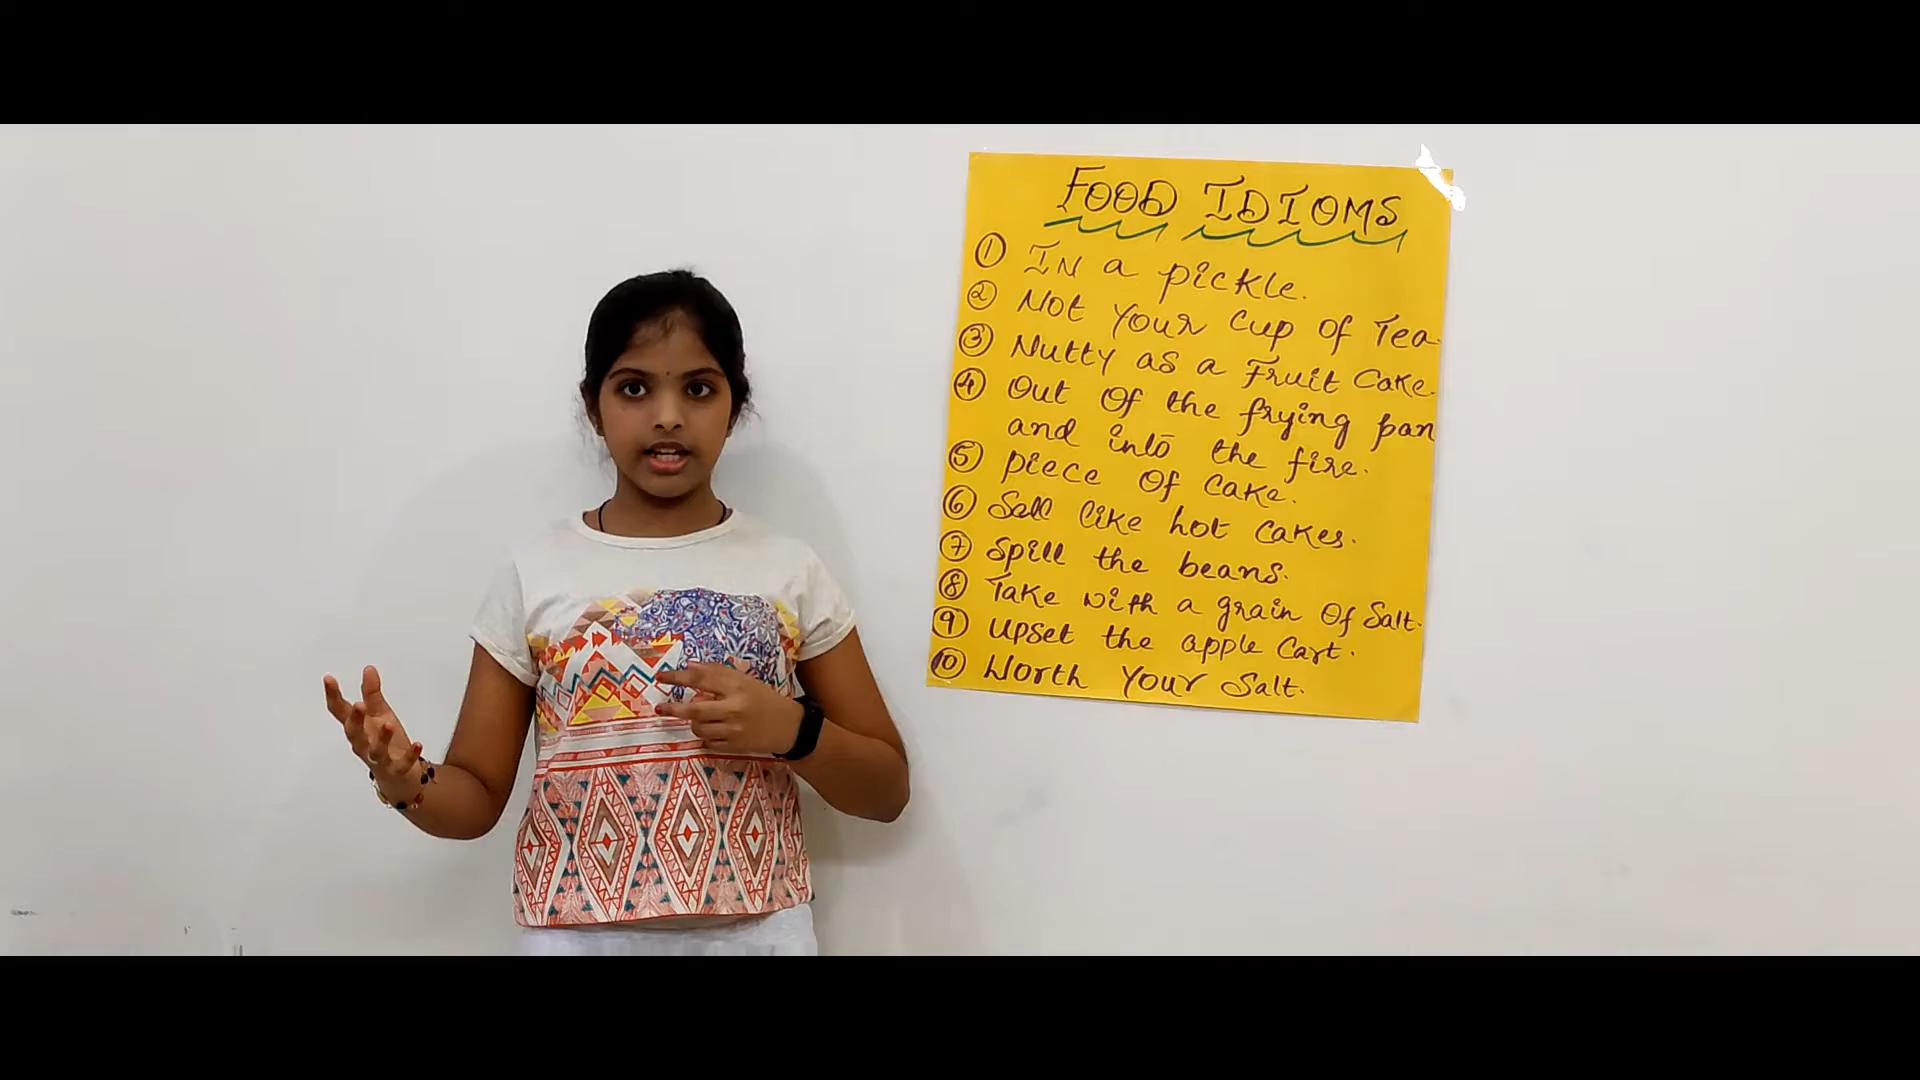 FOOD IDIOMS
① IN a pickle.
② Not Your Cup Of Tea.
③ Nutty as a Fruit Cake.
④ Out Of the frying pan
and into the fire.
⑤ piece Of Cake.
⑥ Sell like hot Cakes.
⑦ Spill the beans.
⑧ Take with a grain Of Salt.
⑨ Upset the apple Cart.
⑩ Worth Your Salt.